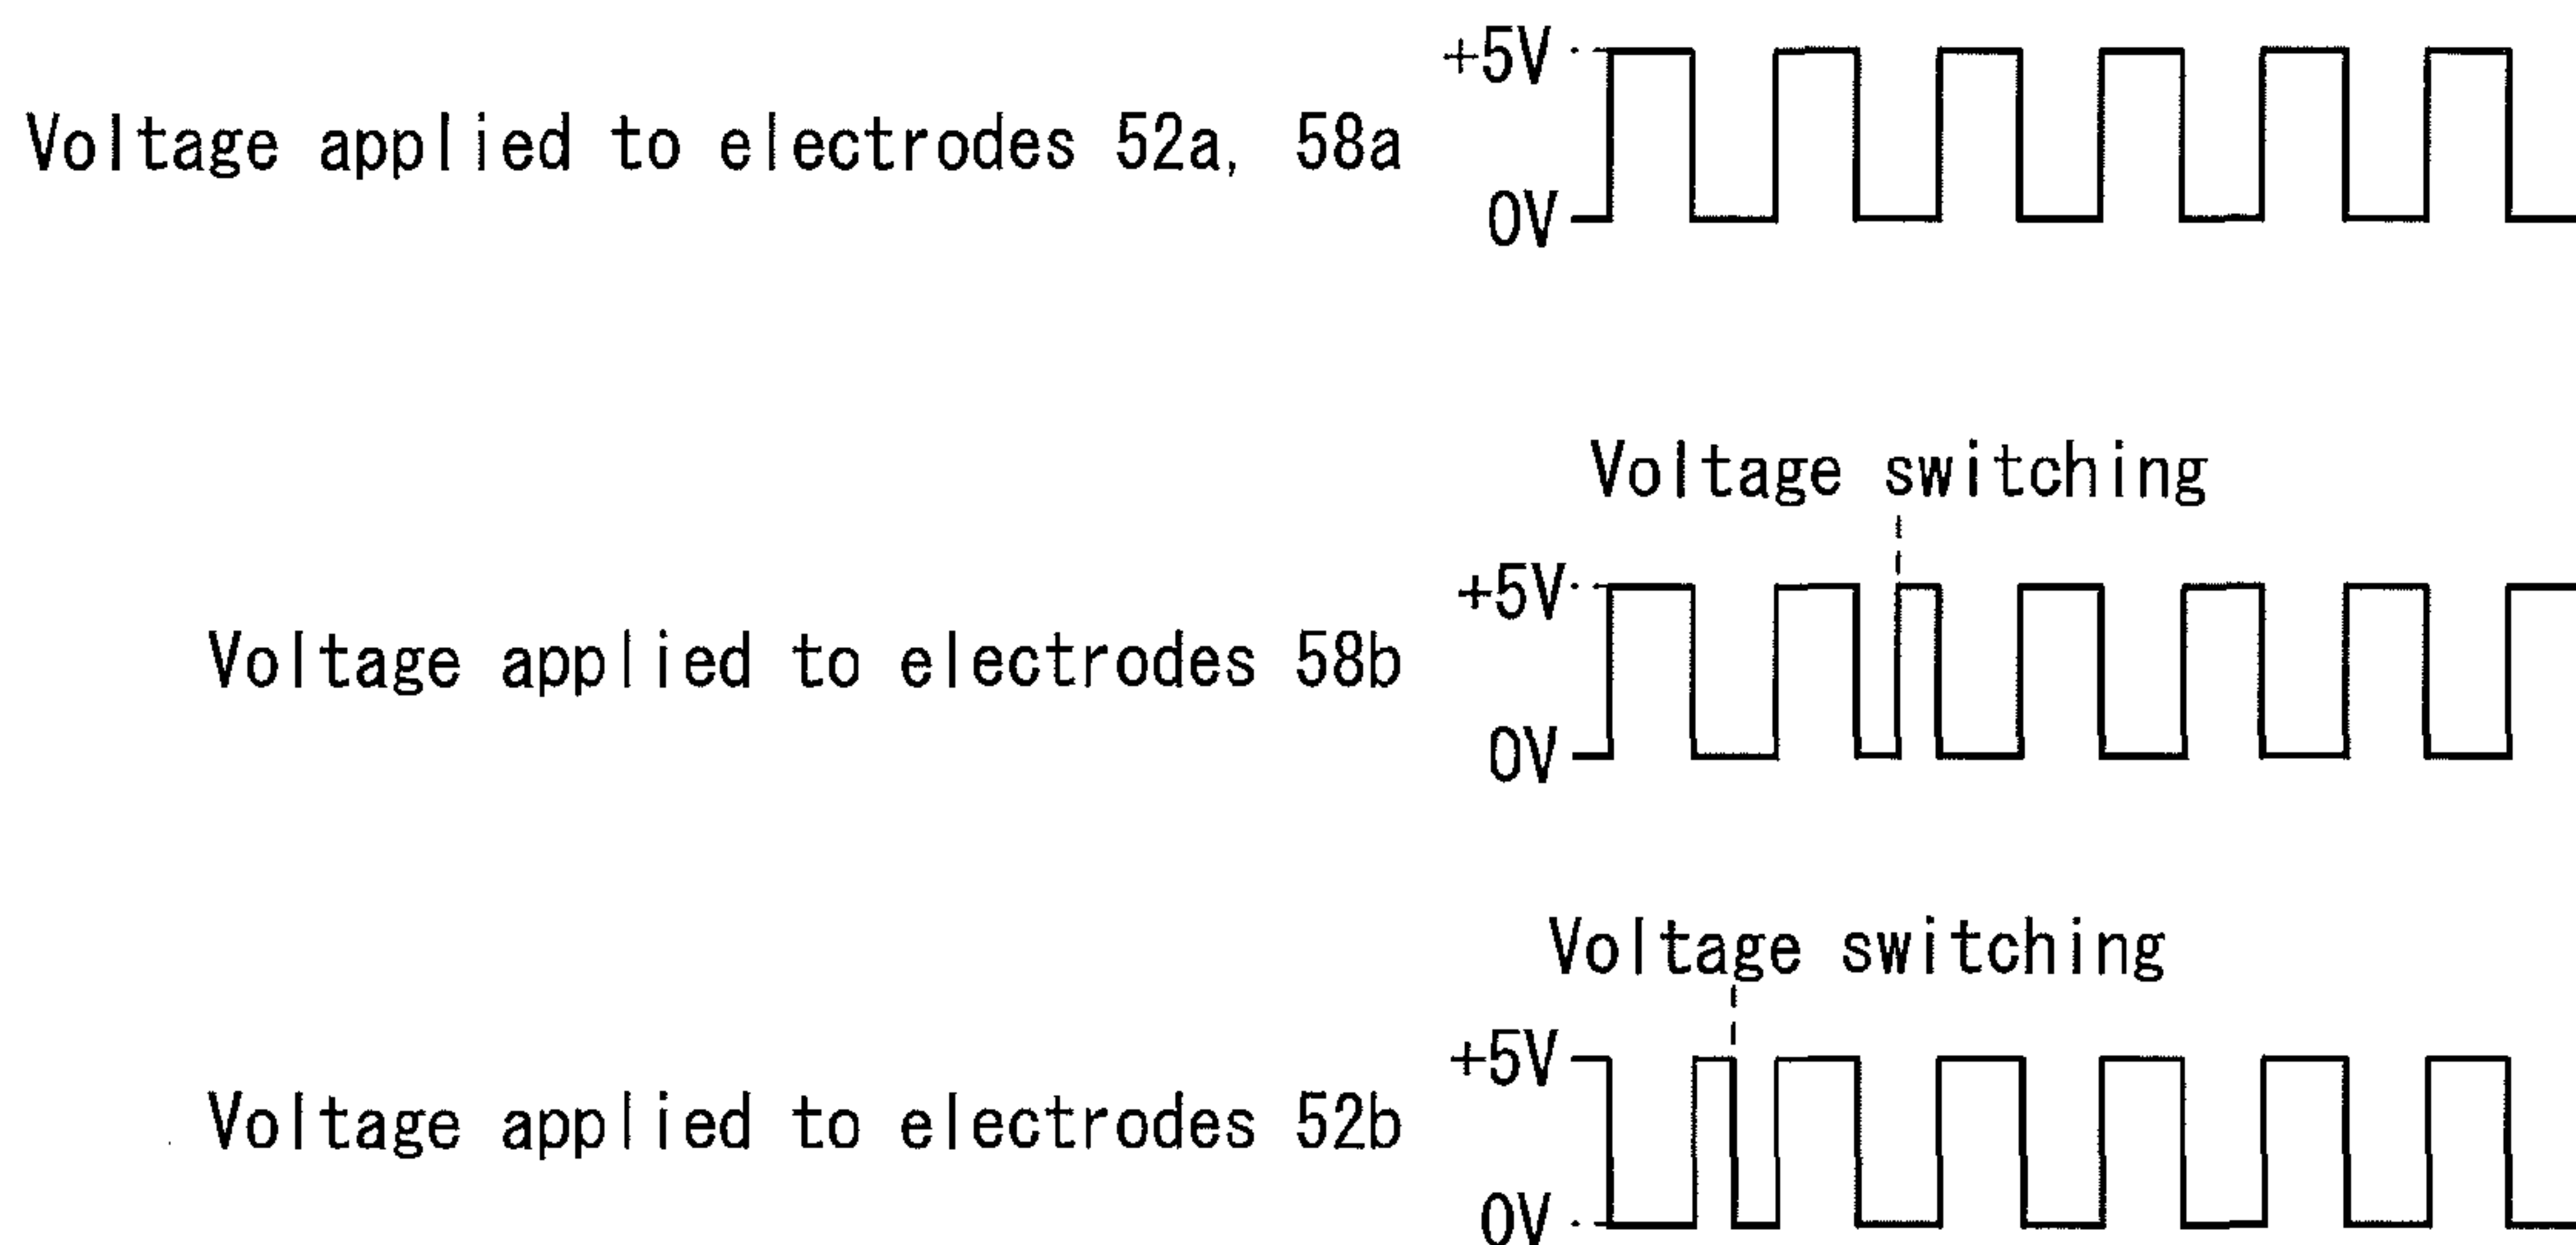 +5V
Voltage applied to electrodes 52a, 58a
0V
Voltage switching
+5V
Voltage applied to electrodes 58b
0V
Voltage switching
+5V
Voltage applied to electrodes 52b
0V